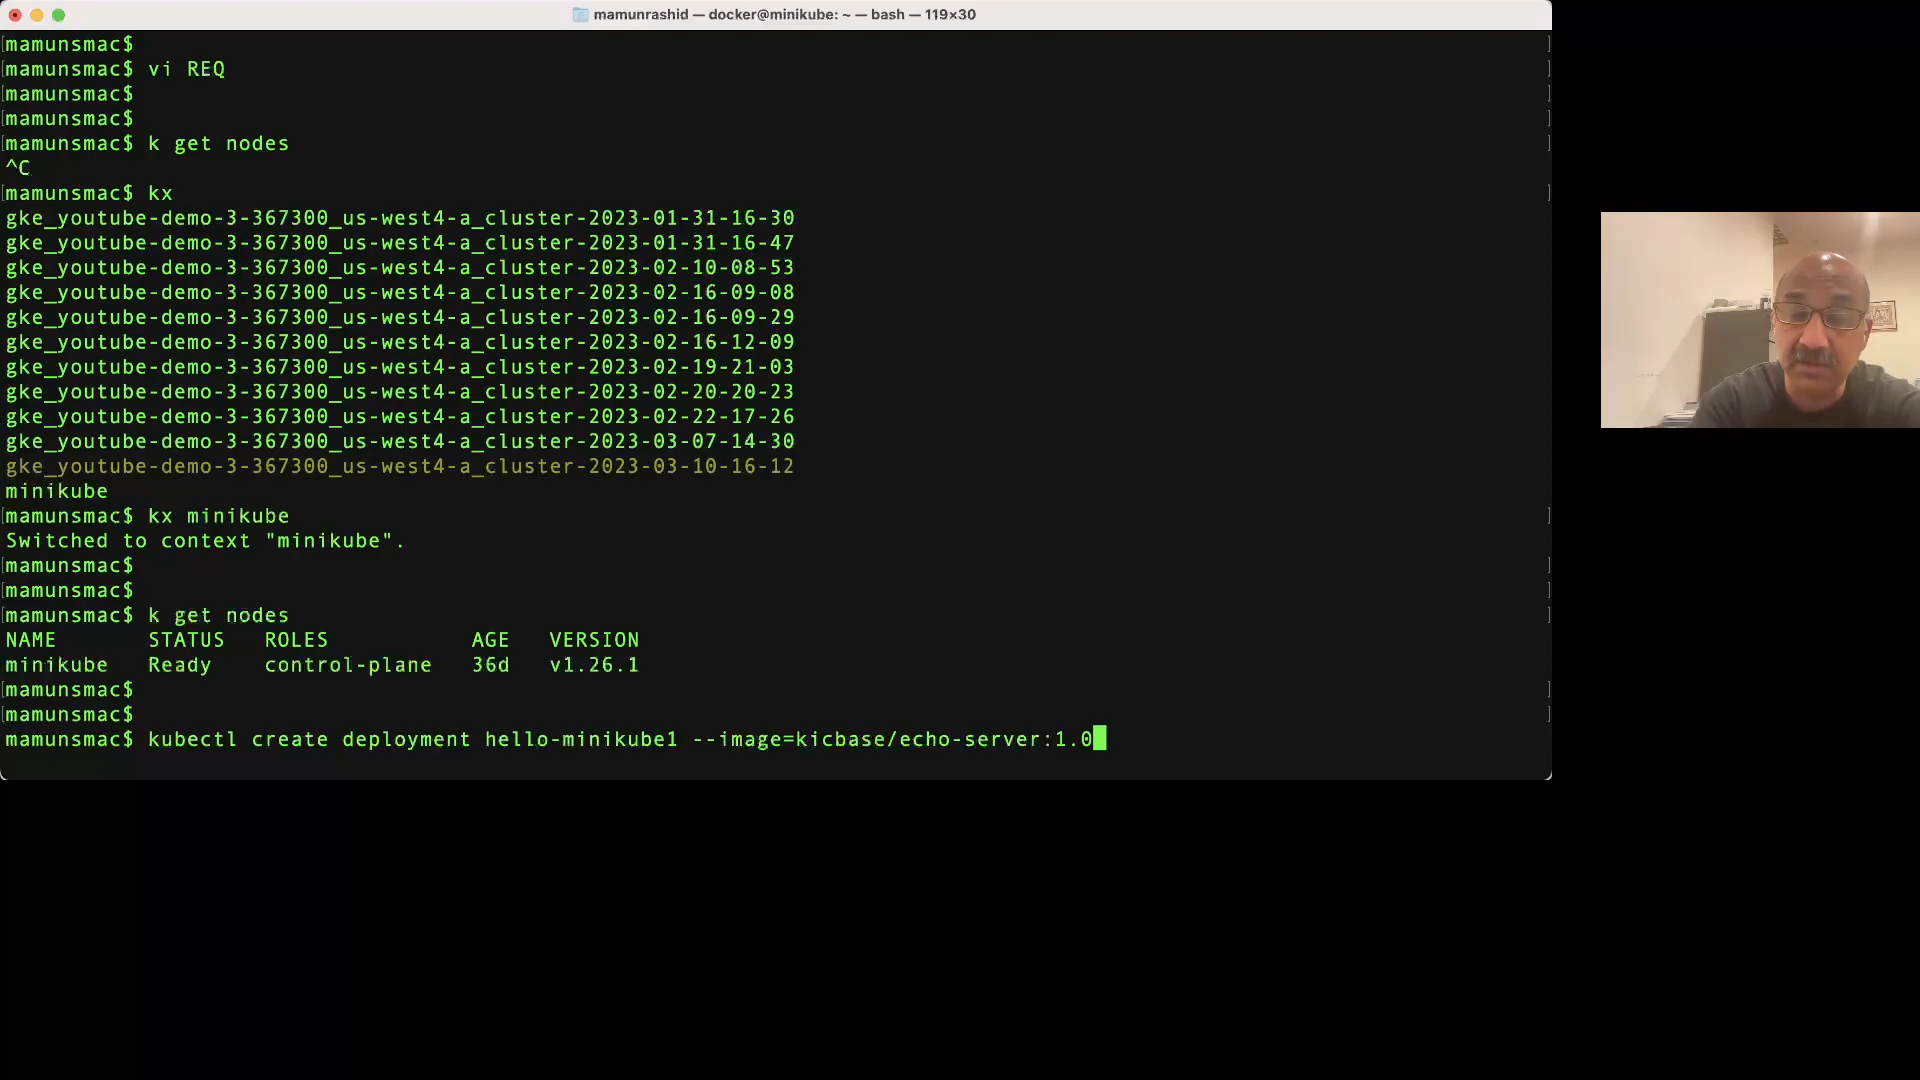 mamunrashid — docker@minikube: ~ — bash — 119×30
mamunsmac$
mamunsmac$ vi REQ
mamunsmac$
mamunsmac$
mamunsmac$ k get nodes
^C
mamunsmac$ kx
gke_youtube-demo-3-367300_us-west4-a_cluster-2023-01-31-16-30
gke_youtube-demo-3-367300_us-west4-a_cluster-2023-01-31-16-47
gke_youtube-demo-3-367300_us-west4-a_cluster-2023-02-10-08-53
gke_youtube-demo-3-367300_us-west4-a_cluster-2023-02-16-09-08
gke_youtube-demo-3-367300_us-west4-a_cluster-2023-02-16-09-29
gke_youtube-demo-3-367300_us-west4-a_cluster-2023-02-16-12-09
gke_youtube-demo-3-367300_us-west4-a_cluster-2023-02-19-21-03
gke_youtube-demo-3-367300_us-west4-a_cluster-2023-02-20-20-23
gke_youtube-demo-3-367300_us-west4-a_cluster-2023-02-22-17-26
gke_youtube-demo-3-367300_us-west4-a_cluster-2023-03-07-14-30
gke_youtube-demo-3-367300_us-west4-a_cluster-2023-03-10-16-12
minikube
mamunsmac$ kx minikube
Switched to context "minikube".
mamunsmac$
mamunsmac$
mamunsmac$ k get nodes
NAME STATUS ROLES AGE VERSION
minikube Ready control-plane 36d v1.26.1
mamunsmac$
mamunsmac$
mamunsmac$ kubectl create deployment hello-minikube1 --image=kicbase/echo-server:1.0